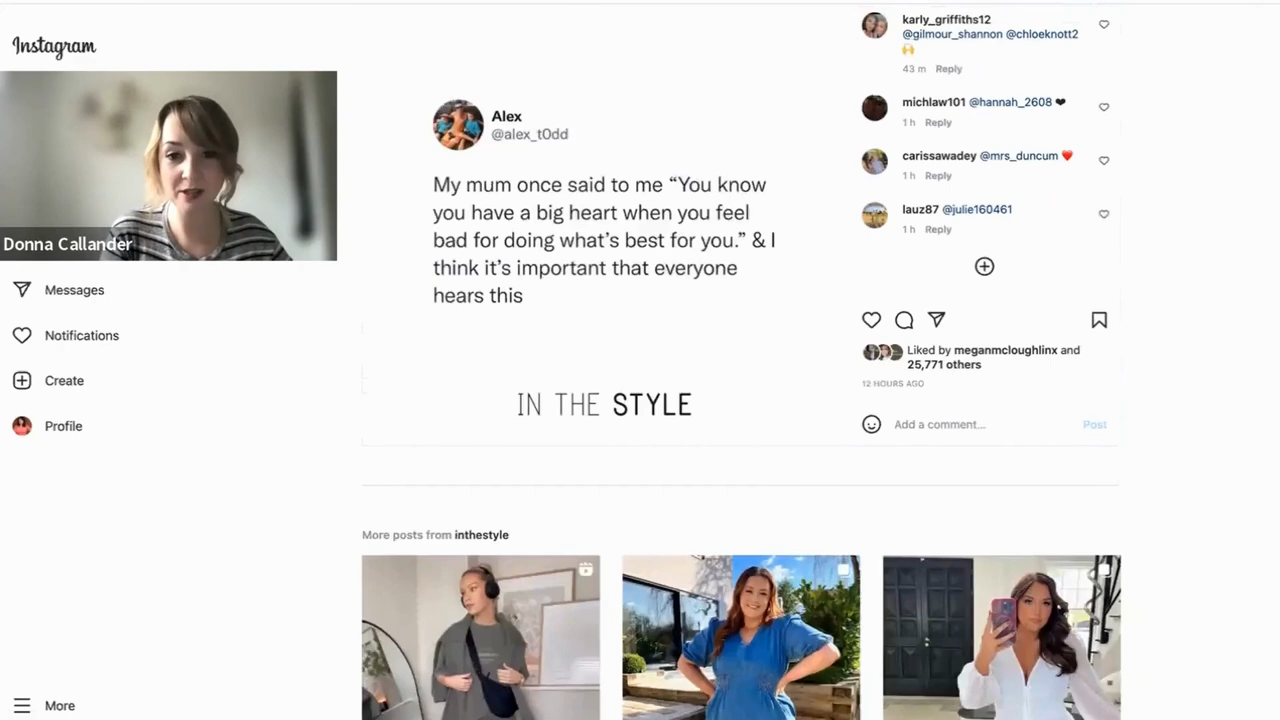 Instagram
Donna Callander
Messages
Notifications
Create
Profile
More
Alex
@alex_t0dd
My mum once said to me “You know
you have a big heart when you feel
bad for doing what’s best for you.” & I
think it’s important that everyone
hears this
IN THE STYLE
karly_griffiths12
@gilmour_shannon @chloeknott2
🙌
43 m Reply
michlaw101 @hannah_2608 ❤
1 h Reply
carissawadey @mrs_duncum ❤️
1 h Reply
lauz87 @julie160461
1 h Reply
Liked by meganmcloughlinx and
25,771 others
12 HOURS AGO
Add a comment...
Post
More posts from inthestyle